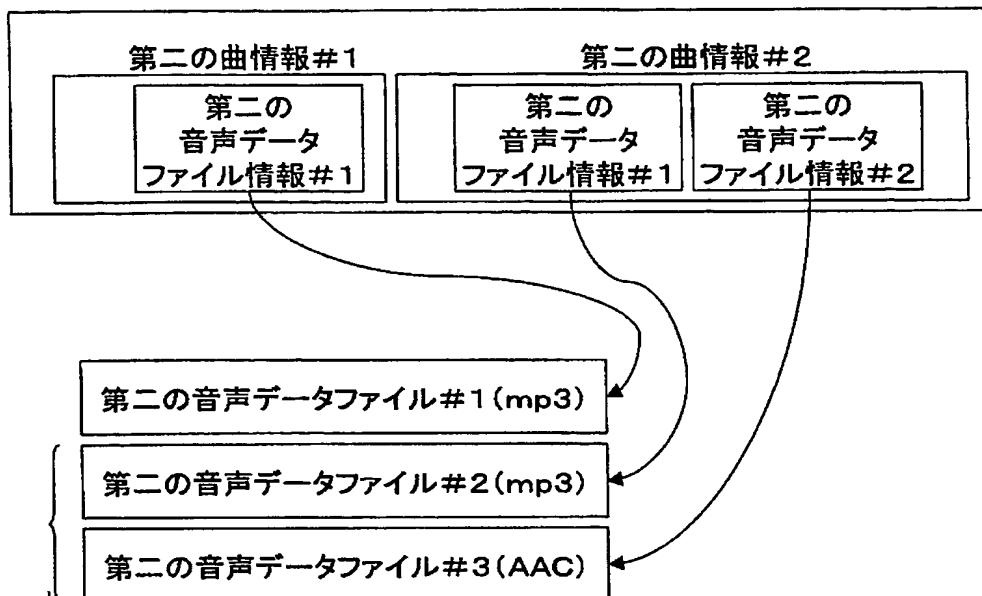 第二の曲情報#1
第二の曲情報#2
第二の
音声データ
ファイル情報#1
第二の
音声データ
ファイル情報#1
第二の
音声データ
ファイル情報#2
第二の音声データファイル#1(mp3)
第二の音声データファイル#2(mp3)
第二の音声データファイル#3(AAC)